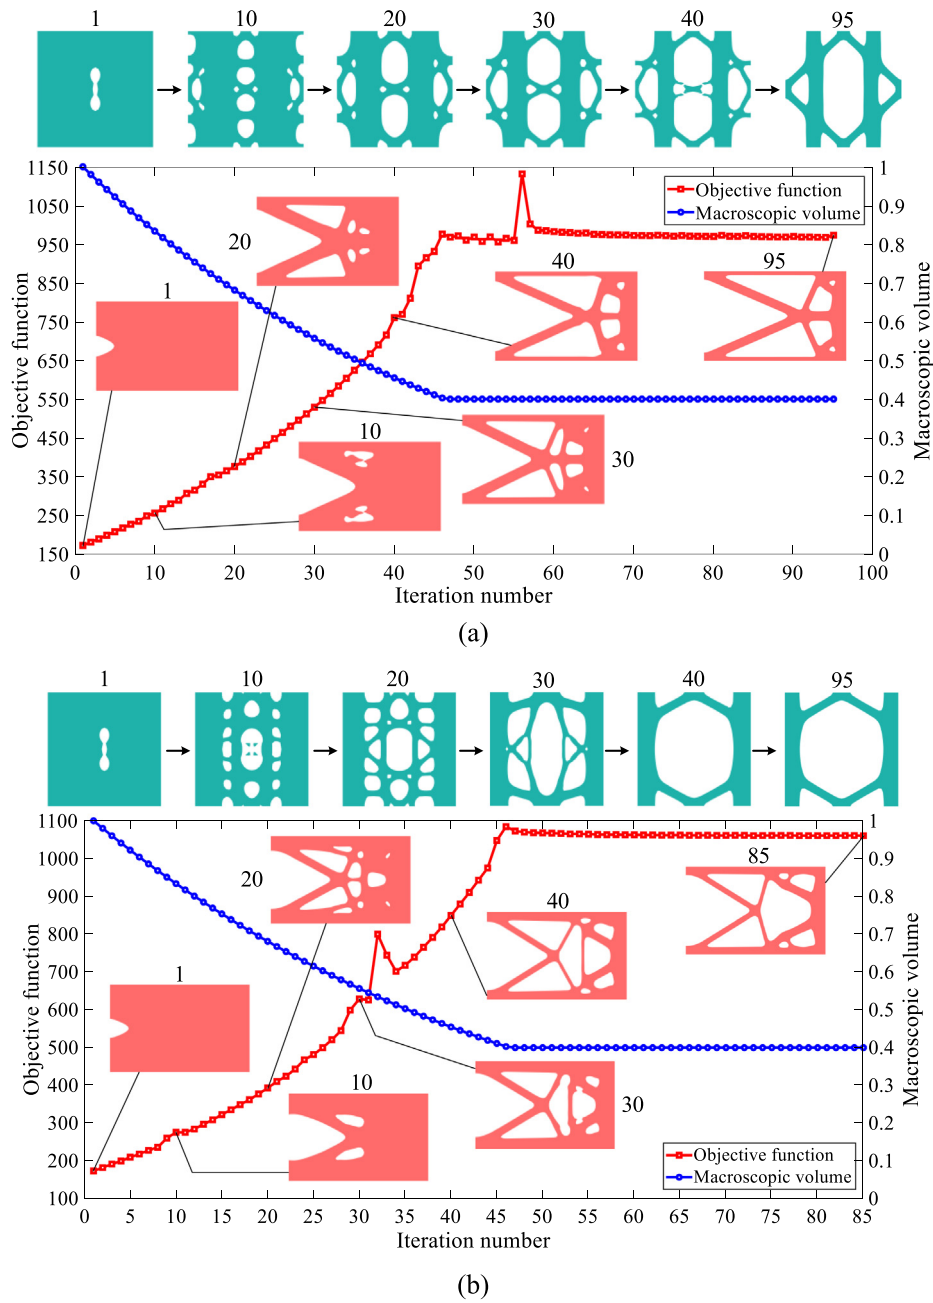 (a)
1 10 20 30 40 95
1150 1
Objective function
Macroscopic volume
1050 0.9
20
950 0.8
40 95
850 0.7
1
750 0.6
650 0.5
550 0.4
10
450 0.3
30
350 0.2
250 0.1
150 0
0 10 20 30 40 50 60 70 80 90 100
Objective function
Macroscopic volume
Iteration number
(a)
1 10 20 30 40 95
1100 1
1000 0.9
85
20
900 0.8
40
800 0.7
700 0.6
1
600 0.5
500 0.4
400 0.3
10
30
300 0.2
Objective function
200 0.1
Macroscopic volume
100 0
0 5 10 15 20 25 30 35 40 45 50 55 60 65 70 75 80 85
Objective function
Macroscopic volume
Iteration number
(b)